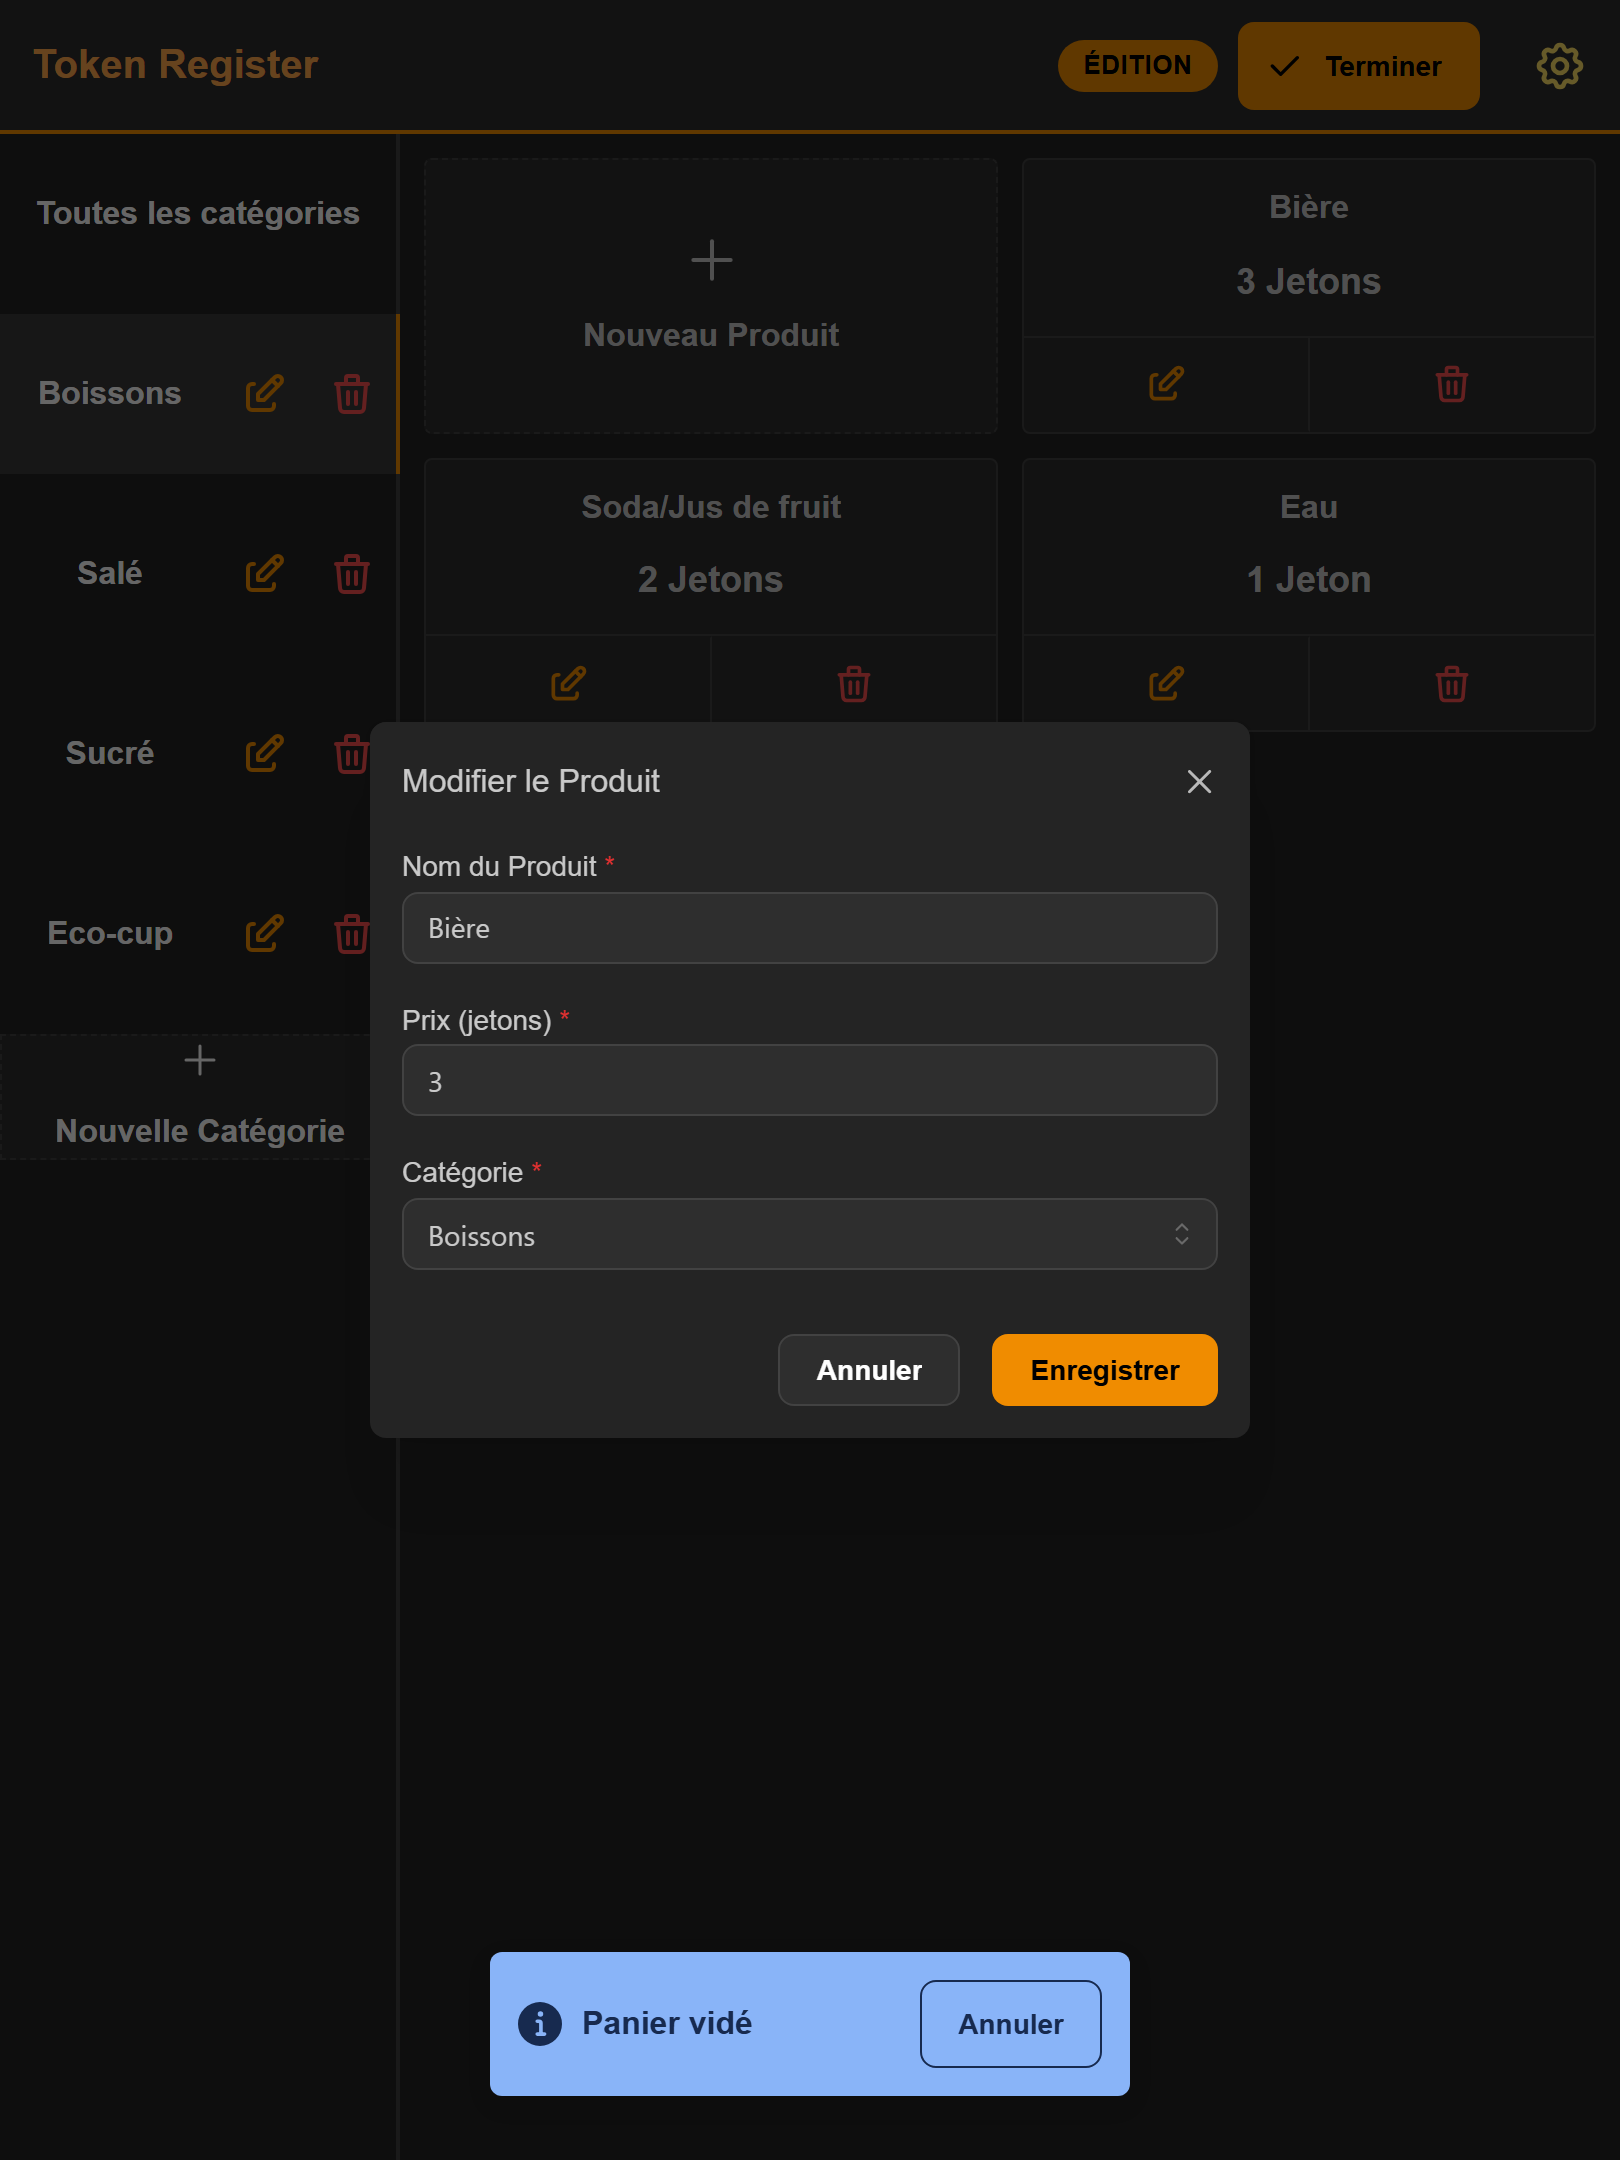 Token Register
ÉDITION
Terminer
Toutes les catégories
Boissons
Salé
Sucré
Eco-cup
Nouvelle Catégorie
Nouveau Produit
Bière
3 Jetons
Soda/Jus de fruit
2 Jetons
Eau
1 Jeton
Modifier le Produit
Nom du Produit *
Bière
Prix (jetons) *
3
Catégorie *
Boissons
Annuler
Enregistrer
Panier vidé
Annuler